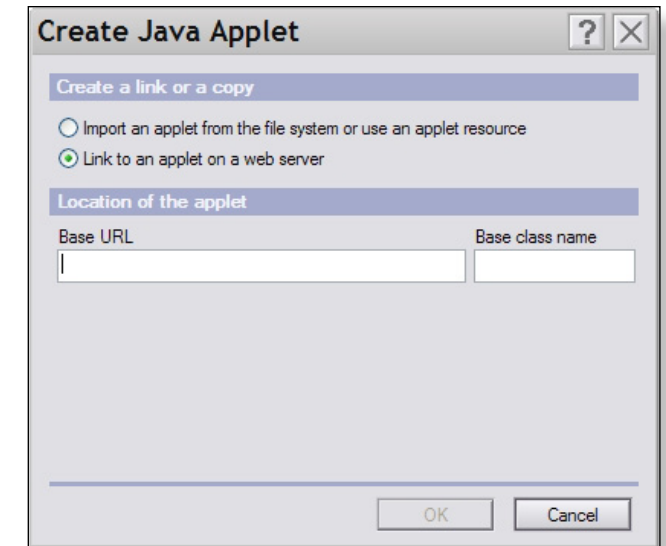 Create Java Applet
?
Create a link or a copy
Import an applet from the file system or use an applet resource
Link to an applet on a web server
Location of the applet
Base URL Base class name
OK Cancel